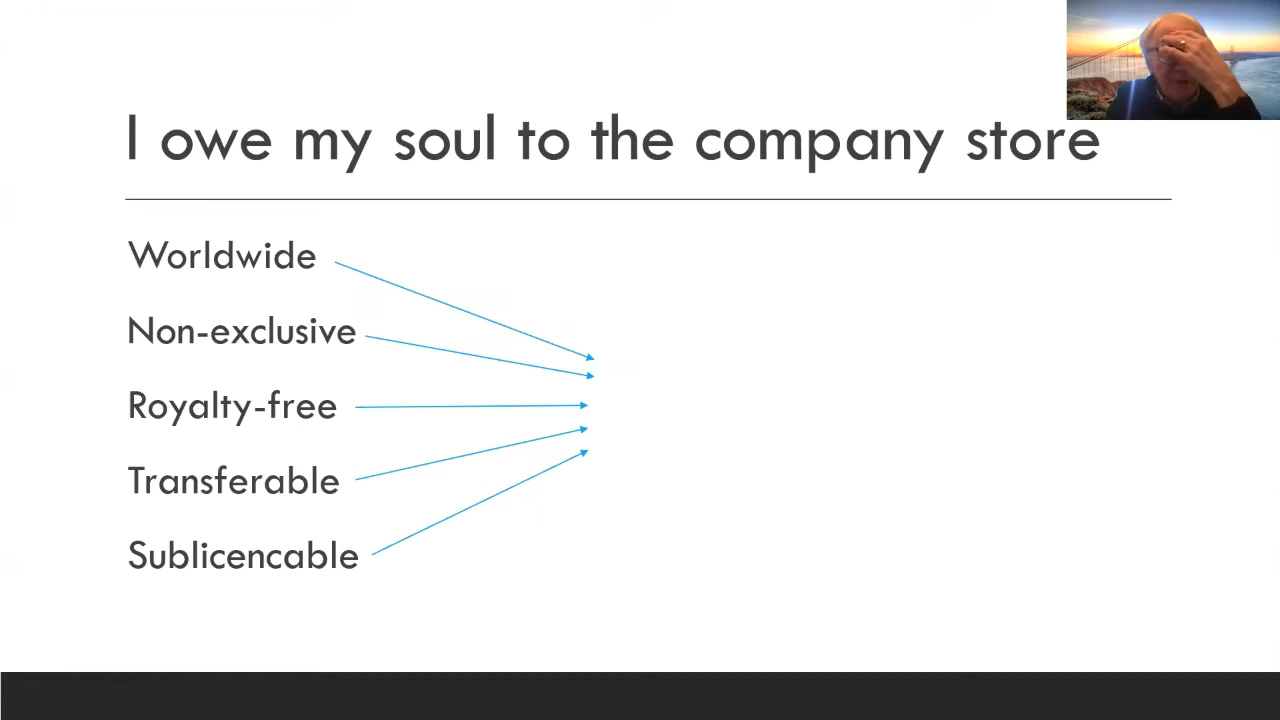 I owe my soul to the company store
Worldwide
Non-exclusive
Royalty-free
Transferable
Sublicencable